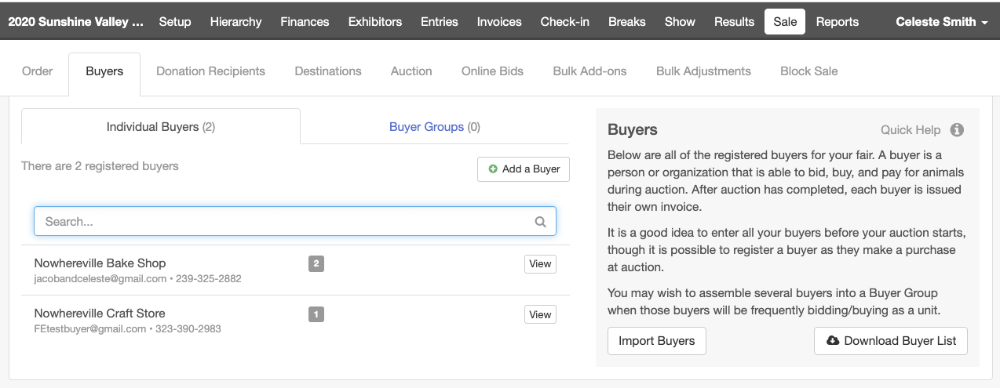 2020 Sunshine Valley ... Setup Hierarchy Finances Exhibitors Entries Invoices Check-in Breaks Show Results Sale Reports Celeste Smith
Order Buyers Donation Recipients Destinations Auction Online Bids Bulk Add-ons Bulk Adjustments Block Sale
Individual Buyers (2) Buyer Groups (0)
There are 2 registered buyers
Add a Buyer
Search...
Nowhereville Bake Shop 2 View
jacobandceleste@gmail.com • 239-325-2882
Nowhereville Craft Store 1 View
FEtestbuyer@gmail.com • 323-390-2983
Buyers Quick Help
Below are all of the registered buyers for your fair. A buyer is a
person or organization that is able to bid, buy, and pay for animals
during auction. After auction has completed, each buyer is issued
their own invoice.
It is a good idea to enter all your buyers before your auction starts,
though it is possible to register a buyer as they make a purchase
at auction.
You may wish to assemble several buyers into a Buyer Group
when those buyers will be frequently bidding/buying as a unit.
Import Buyers Download Buyer List